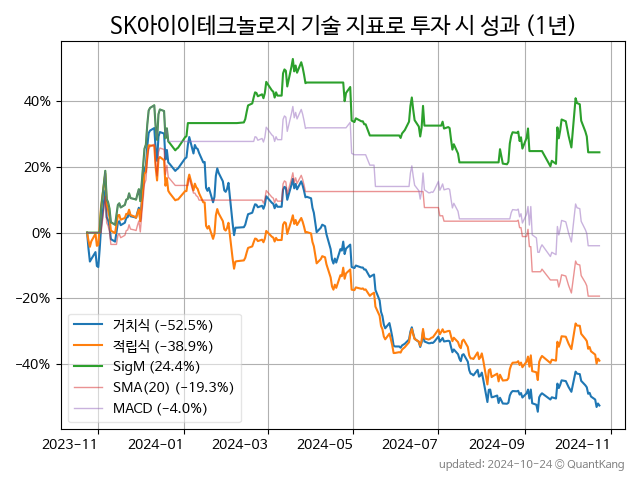 SK아이이테크놀로지 기술 지표로 투자 시 성과 (1년)
40%
20%
0%
−20%
−40%
거치식 (−52.5%)
적립식 (−38.9%)
SigM (24.4%)
SMA(20) (−19.3%)
MACD (−4.0%)
2023-11 2024-01 2024-03 2024-05 2024-07 2024-09 2024-11
updated: 2024-10-24 © QuantKang